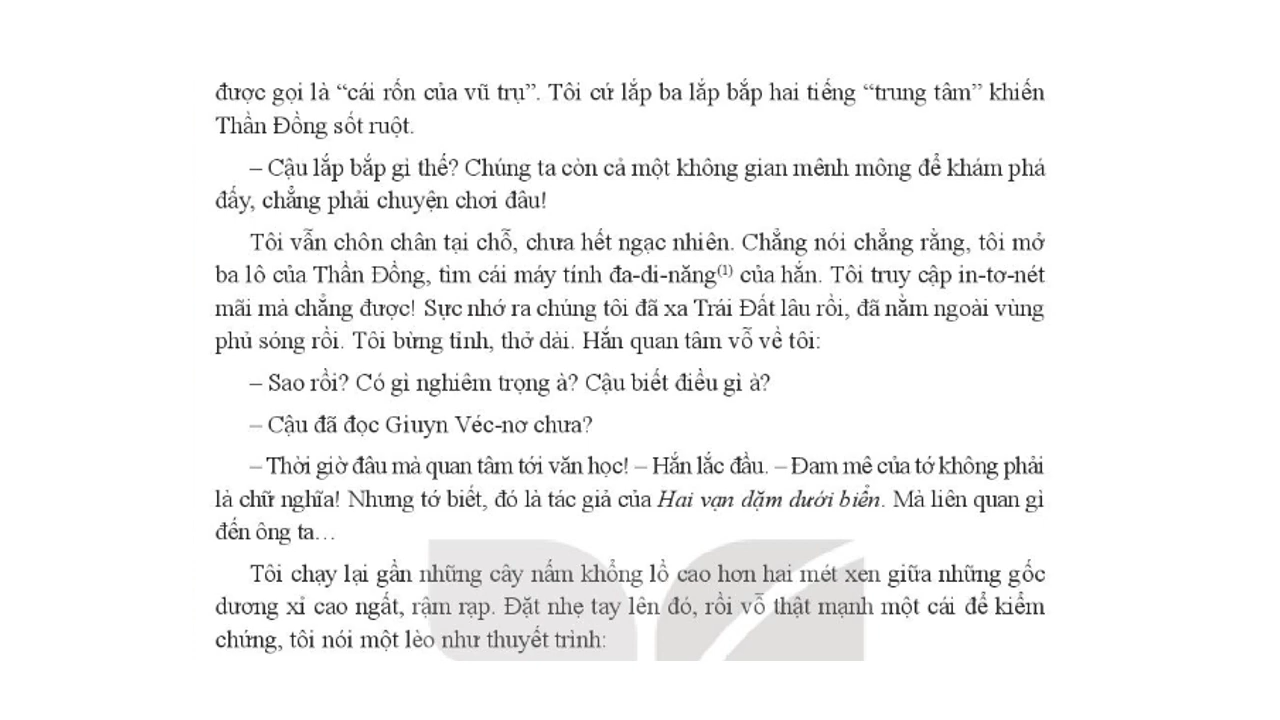 được gọi là “cái rốn của vũ trụ”. Tôi cứ lắp ba lắp bắp hai tiếng “trung tâm” khiến
Thần Đồng sốt ruột.
– Cậu lắp bắp gì thế? Chúng ta còn cả một không gian mênh mông để khám phá
đấy, chẳng phải chuyện chơi đâu!
Tôi vẫn chôn chân tại chỗ, chưa hết ngạc nhiên. Chẳng nói chẳng rằng, tôi mở
ba lô của Thần Đồng, tìm cái máy tính đa-di-năng(1) của hắn. Tôi truy cập in-tơ-nét
mãi mà chẳng được! Sực nhớ ra chúng tôi đã xa Trái Đất lâu rồi, đã nằm ngoài vùng
phủ sóng rồi. Tôi bừng tỉnh, thở dài. Hắn quan tâm vỗ về tôi:
– Sao rồi? Có gì nghiêm trọng à? Cậu biết điều gì à?
– Cậu đã đọc Giuyn Véc-nơ chưa?
– Thời giờ đâu mà quan tâm tới văn học! – Hắn lắc đầu. – Đam mê của tớ không phải
là chữ nghĩa! Nhưng tớ biết, đó là tác giả của Hai vạn dặm dưới biển. Mà liên quan gì
đến ông ta…
Tôi chạy lại gần những cây nấm khổng lồ cao hơn hai mét xen giữa những gốc
dương xỉ cao ngất, rậm rạp. Đặt nhẹ tay lên đó, rồi vỗ thật mạnh một cái để kiểm
chứng, tôi nói một lèo như thuyết trình: